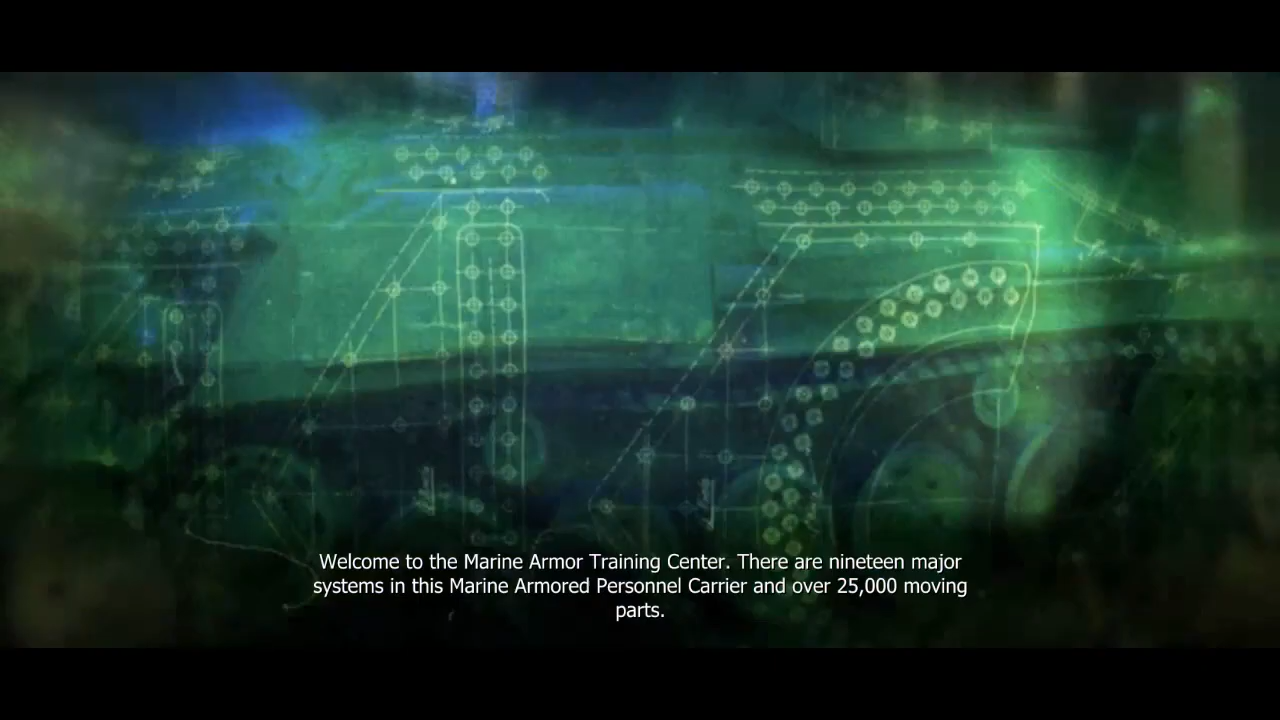 Welcome to the Marine Armor Training Center. There are nineteen major
systems in this Marine Armored Personnel Carrier and over 25,000 moving
parts.